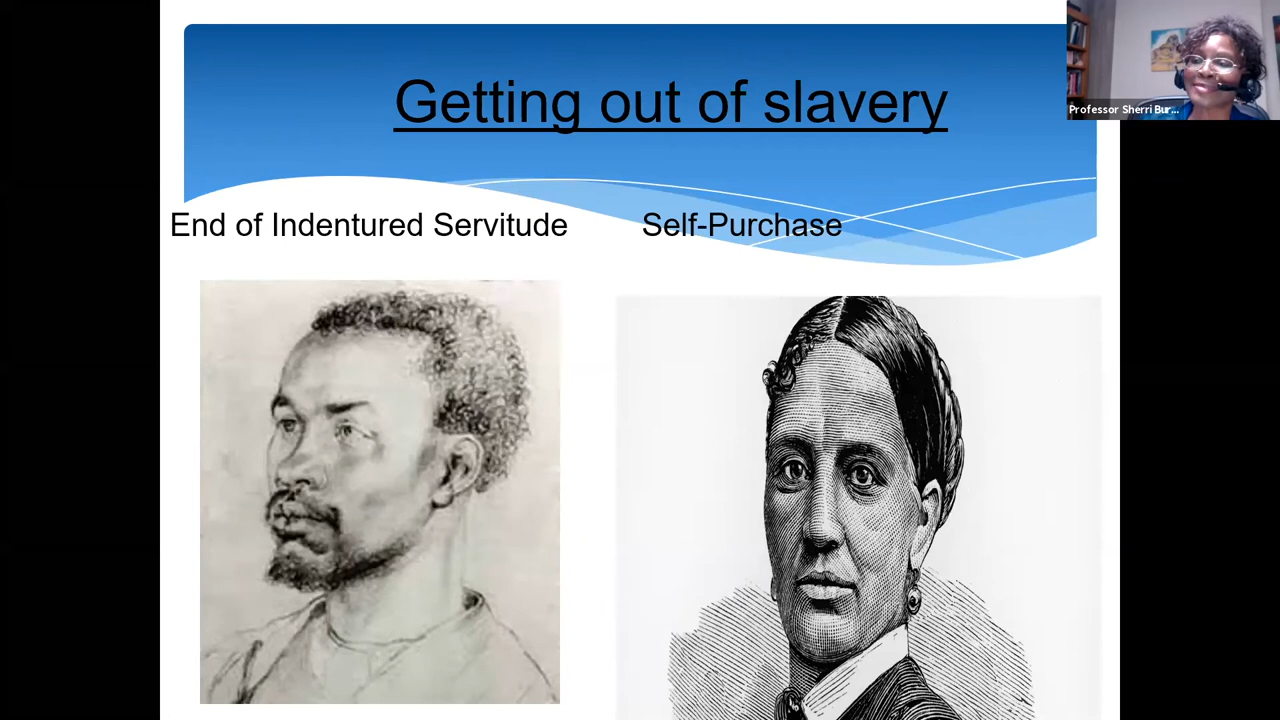 Getting out of slavery
Professor Sherri Bur...
End of Indentured Servitude
Self-Purchase